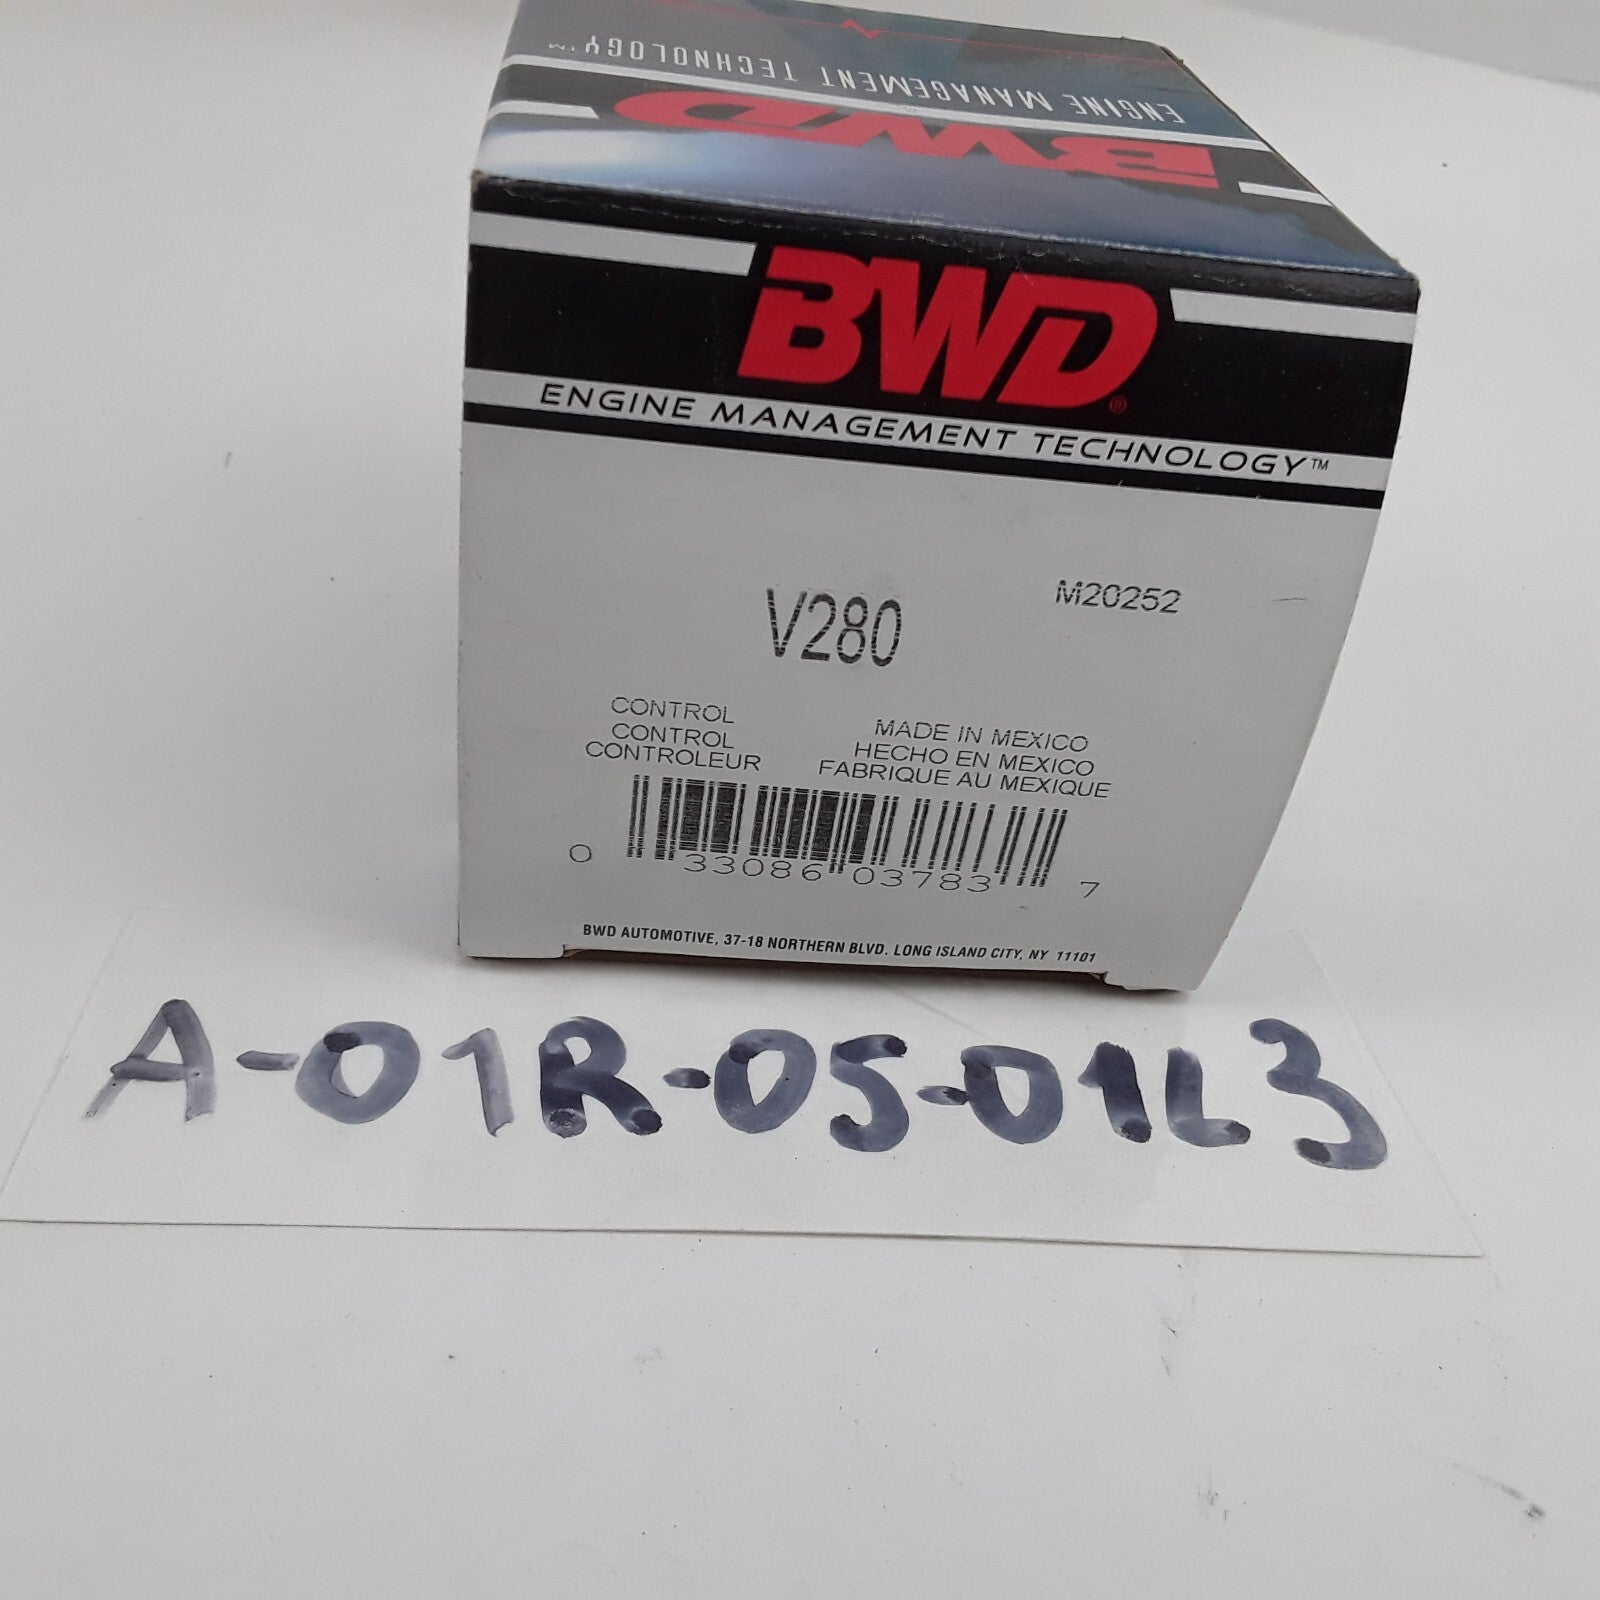 ENGINE MANAGEMENT TECHNOLOGY™
BWD
BWD®
ENGINE MANAGEMENT TECHNOLOGY™
V280
M20252
CONTROL
CONTROL
CONTROLEUR
MADE IN MEXICO
HECHO EN MEXICO
FABRIQUE AU MEXIQUE
0 33086 03783 7
BWD AUTOMOTIVE, 37-18 NORTHERN BLVD. LONG ISLAND CITY, NY 11101
A-01R-05-01L3